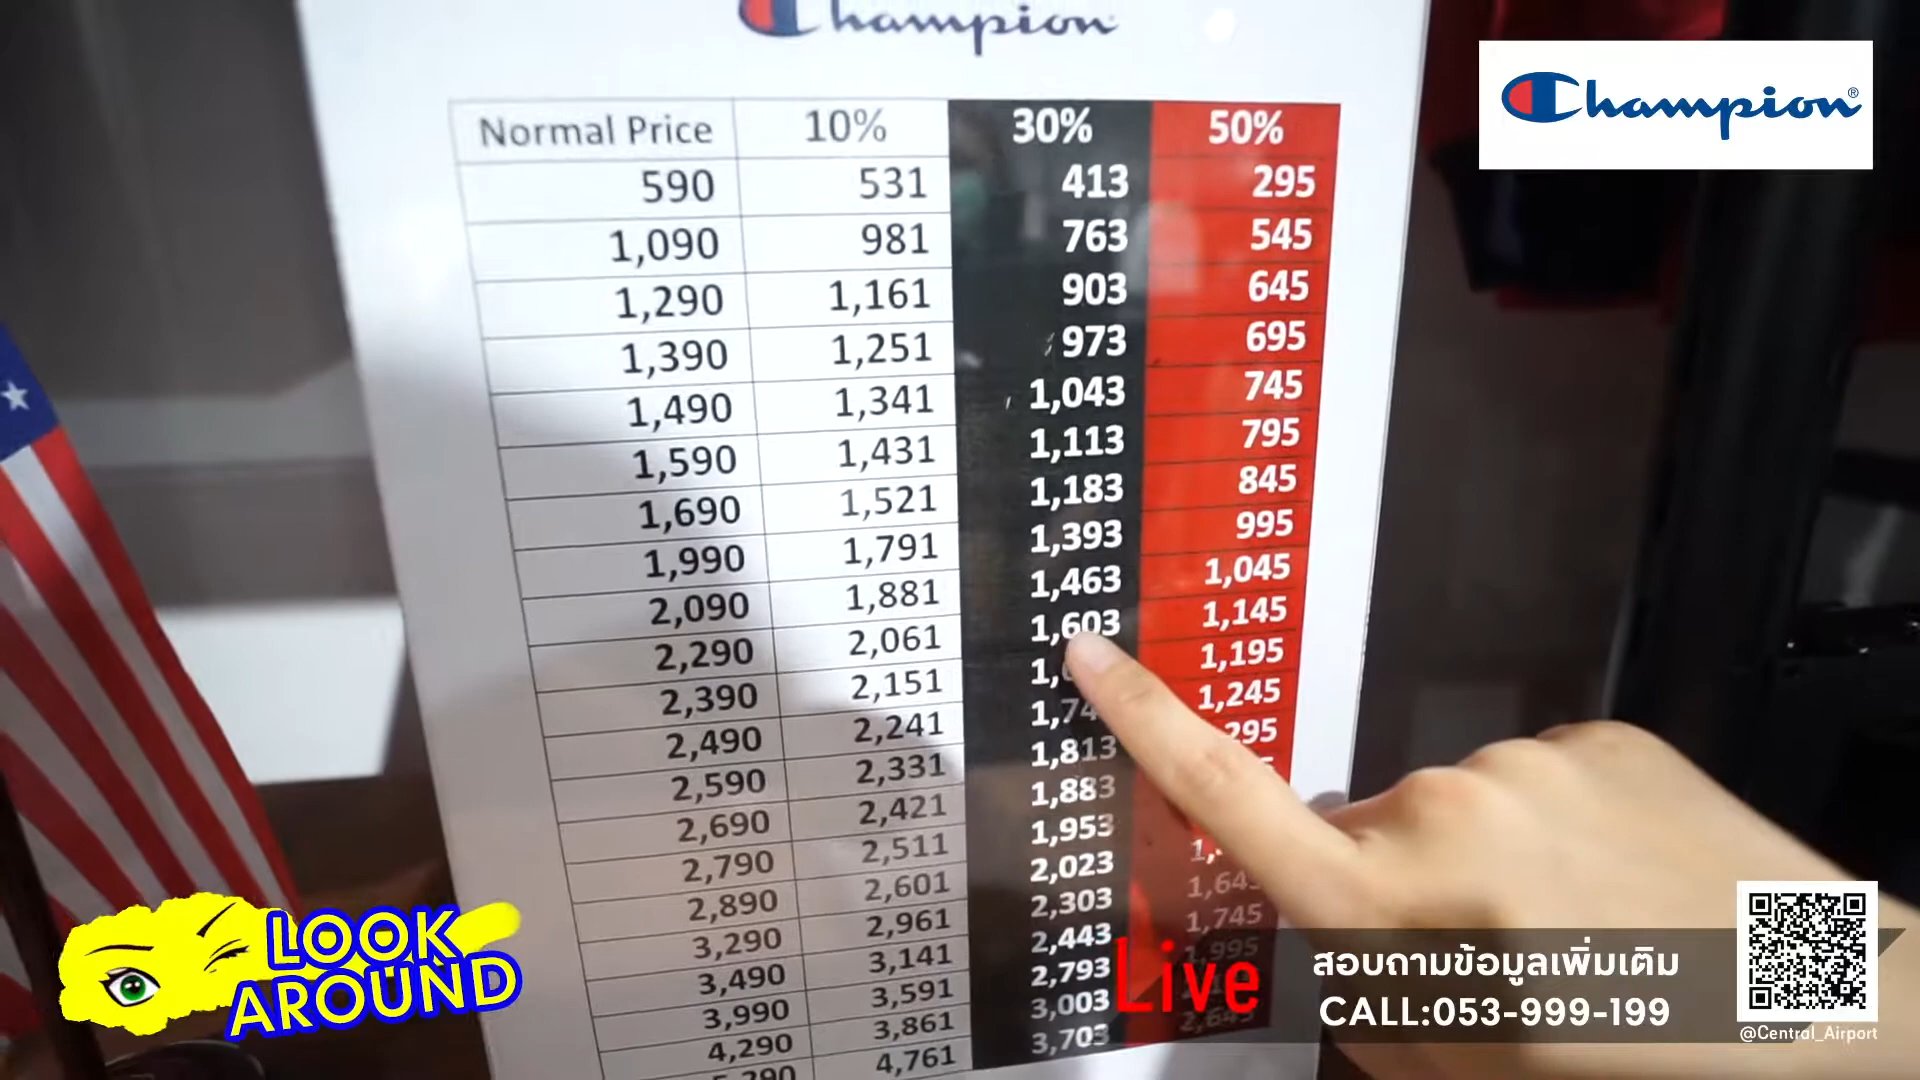 Champion
Champion®
Normal Price 10% 30% 50%
590 531 413 295
1,090 981 763 545
1,290 1,161 903 645
1,390 1,251 973 695
1,490 1,341 1,043 745
1,590 1,431 1,113 795
1,690 1,521 1,183 845
1,990 1,791 1,393 995
2,090 1,881 1,463 1,045
2,290 2,061 1,603 1,145
2,390 2,151 1,195
2,490 2,241 1,245
2,590 2,331 1,813
2,690 2,421 1,883
2,790 2,511 1,953
2,890 2,601 2,023
3,290 2,961 2,303 1,645
3,490 3,141 2,443 1,745
3,990 3,591 2,793 1,995
4,290 3,861 3,003
5,290 4,761 3,703 2,645
LOOK
AROUND
Live
สอบถามข้อมูลเพิ่มเติม
CALL:053-999-199
@Central_Airport